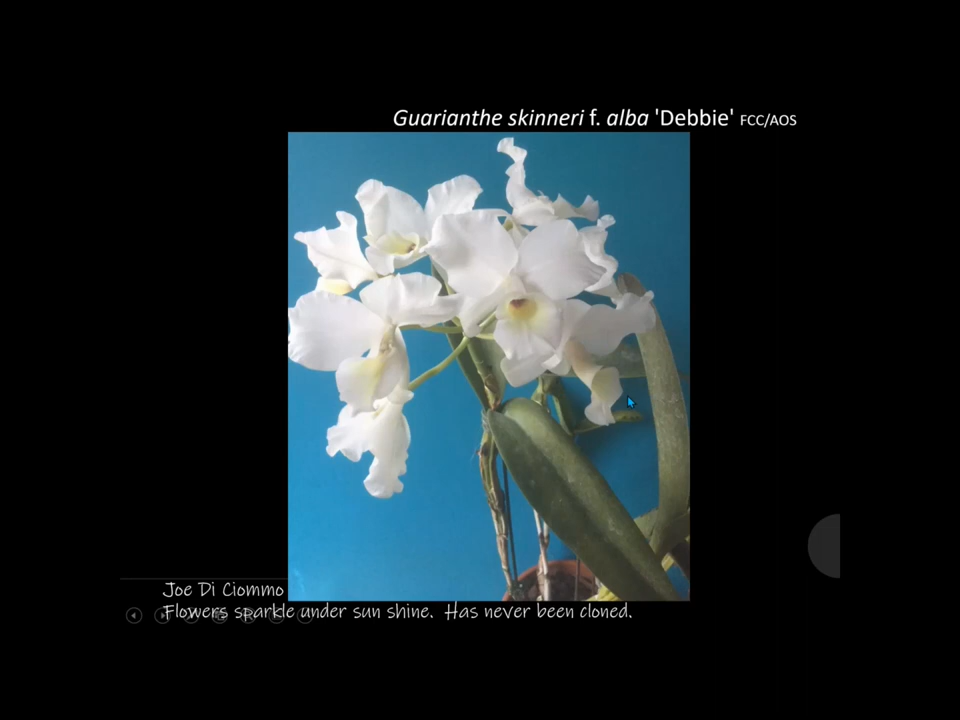 Guarianthe skinneri f. alba 'Debbie' FCC/AOS
Joe Di Ciommo
Flowers sparkle under sun shine. Has never been cloned.